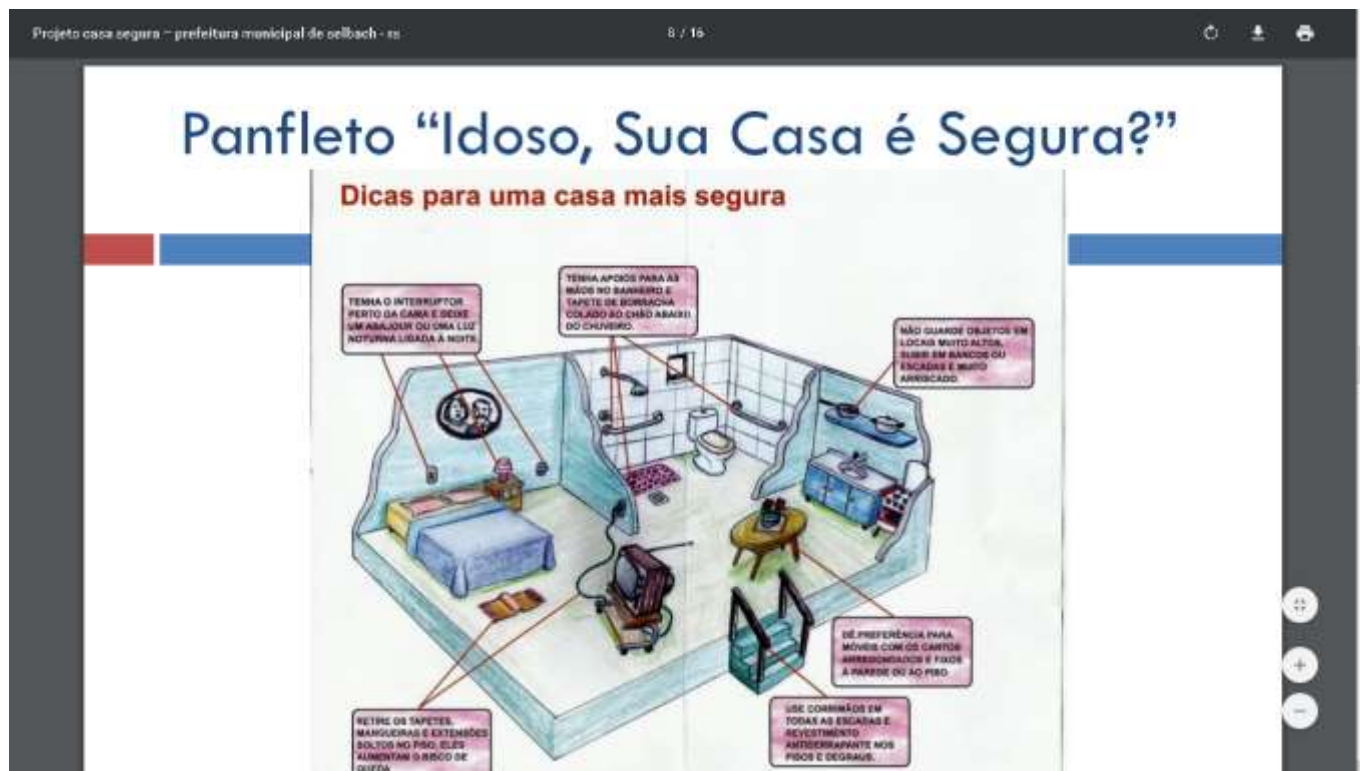 Projeto casa segura – prefeitura municipal de selbach - rs
8 / 16
Panfleto “Idoso, Sua Casa é Segura?”
Dicas para uma casa mais segura
TENHA O INTERRUPTOR
PERTO DA CAMA E DEIXE
UM ABAJOUR OU UMA LUZ
NOTURNA LIGADA À NOITE.
TENHA APOIOS PARA AS
MÃOS NO BANHEIRO E
TAPETE DE BORRACHA
COLADO AO CHÃO ABAIXO
DO CHUVEIRO.
NÃO GUARDE OBJETOS EM
LOCAIS MUITO ALTOS,
SUBIR EM BANCOS OU
ESCADAS É MUITO
ARRISCADO.
DÊ PREFERÊNCIA PARA
MÓVEIS COM OS CANTOS
ARREDONDADOS E FIXOS
À PAREDE OU AO PISO.
USE CORRIMÃOS EM
TODAS AS ESCADAS E
REVESTIMENTO
ANTIDERRAPANTE NOS
PISOS E DEGRAUS.
RETIRE OS TAPETES,
MANGUEIRAS E EXTENSÕES
SOLTOS NO PISO, ELES
AUMENTAM O RISCO DE
QUEDA.